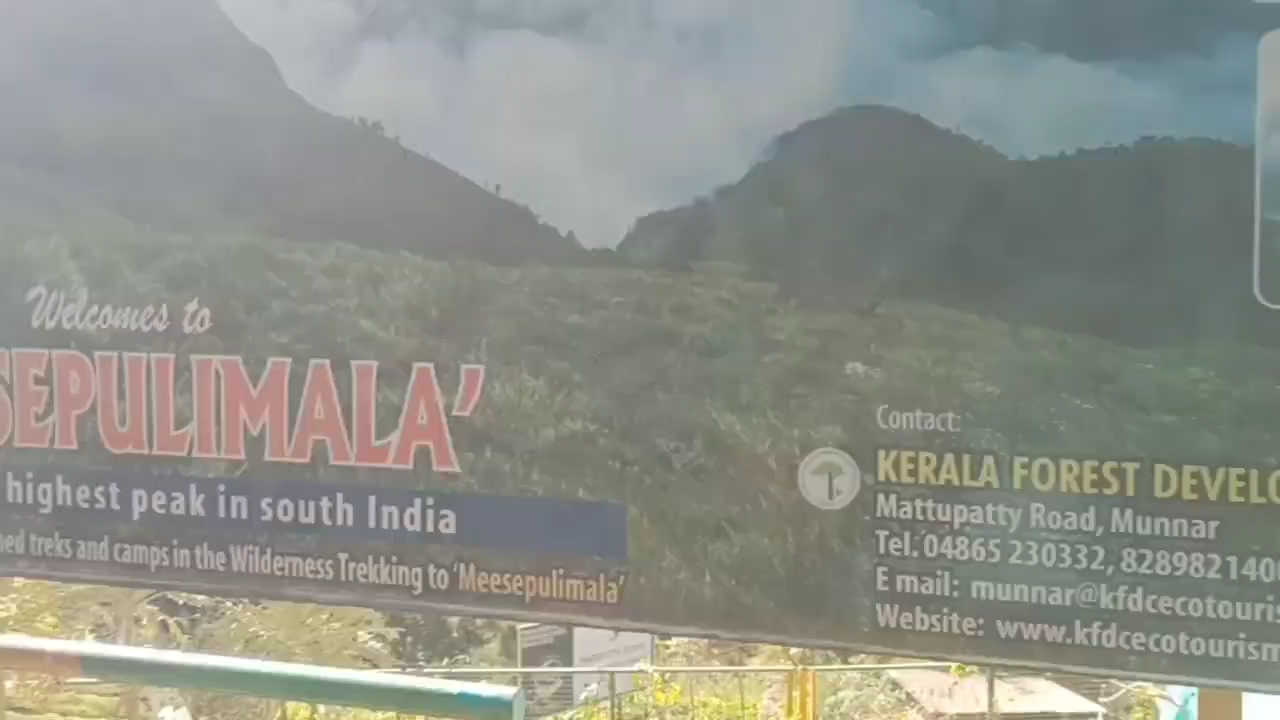 Welcomes to
SEPULIMALA'
highest peak in south India
ned treks and camps in the Wilderness Trekking to 'Meesepulimala'
Contact:
KERALA FOREST DEVELO
Mattupatty Road, Munnar
Tel. 04865 230332, 828982140
E mail: munnar@kfdcecotouris
Website: www.kfdcecotourism